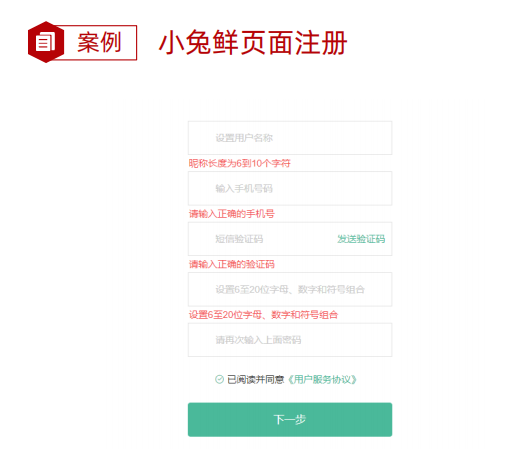 案例
小兔鲜页面注册
设置用户名称
昵称长度为6到10个字符
输入手机号码
请输入正确的手机号
短信验证码 发送验证码
请输入正确的验证码
设置6至20位字母、数字和符号组合
设置6至20位字母、数字和符号组合
请再次输入上面密码
已阅读并同意《用户服务协议》
下一步